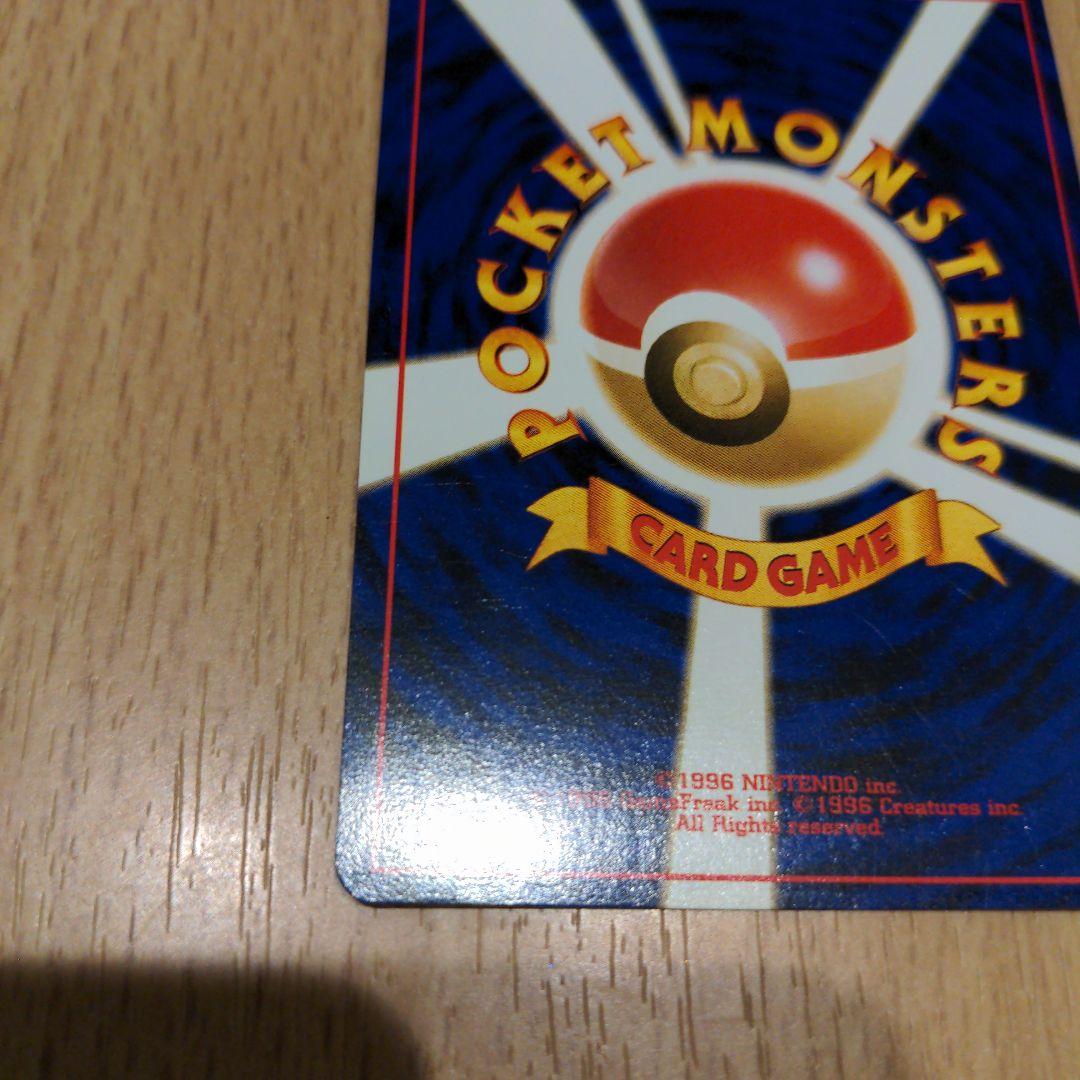 POCKET MONSTERS
CARD GAME
©1996 NINTENDO inc.
GameFreak inc. ©1996 Creatures inc.
All Rights reserved.